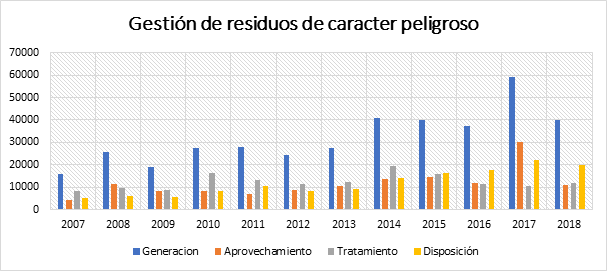 Gestión de residuos de caracter peligroso
70000
60000
50000
40000
30000
20000
10000
0
2007 2008 2009 2010 2011 2012 2013 2014 2015 2016 2017 2018
Generacion Aprovechamiento Tratamiento Disposición